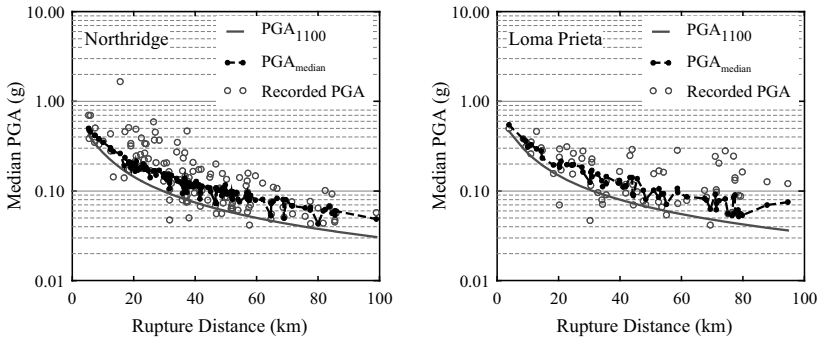 10.00
1.00
0.10
0.01
Median PGA (g)
Northridge
PGA1100
PGAmedian
Recorded PGA
0 20 40 60 80 100
Rupture Distance (km)
10.00
1.00
0.10
0.01
Median PGA (g)
Loma Prieta
PGA1100
PGAmedian
Recorded PGA
0 20 40 60 80 100
Rupture Distance (km)